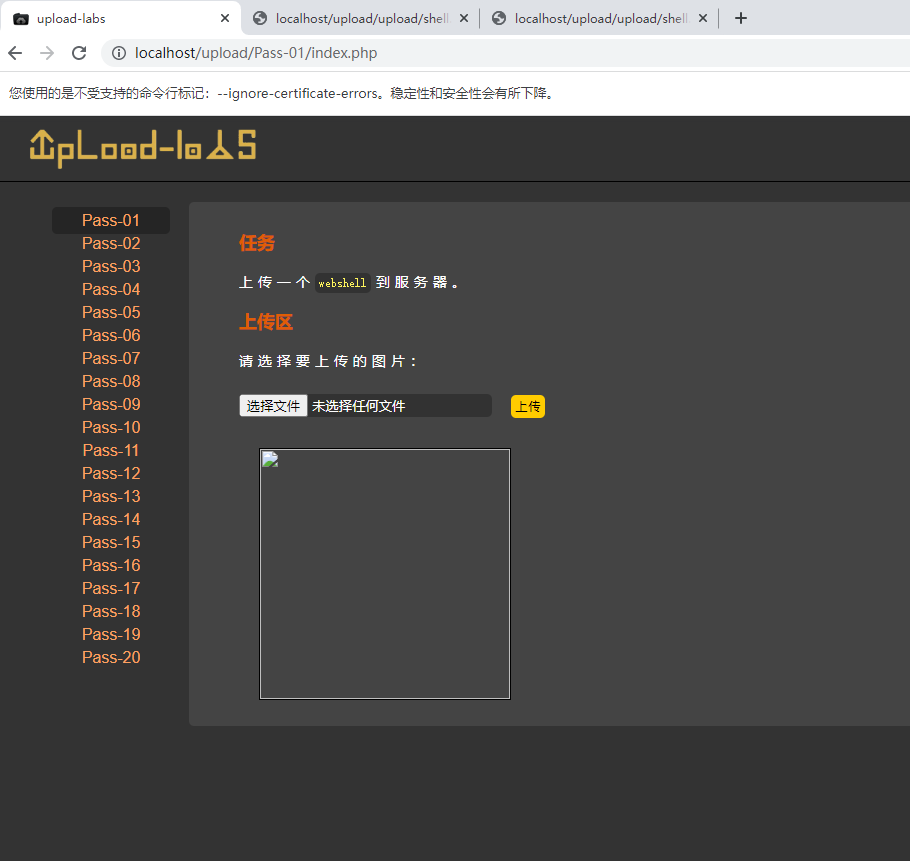 upload-labs
localhost/upload/upload/shell
localhost/upload/upload/shell
localhost/upload/Pass-01/index.php
您使用的是不受支持的命令行标记：--ignore-certificate-errors。稳定性和安全性会有所下降。
UpLoad-labs
Pass-01
Pass-02
Pass-03
Pass-04
Pass-05
Pass-06
Pass-07
Pass-08
Pass-09
Pass-10
Pass-11
Pass-12
Pass-13
Pass-14
Pass-15
Pass-16
Pass-17
Pass-18
Pass-19
Pass-20
任务
上传一个 webshell 到服务器。
上传区
请选择要上传的图片：
选择文件 未选择任何文件 上传